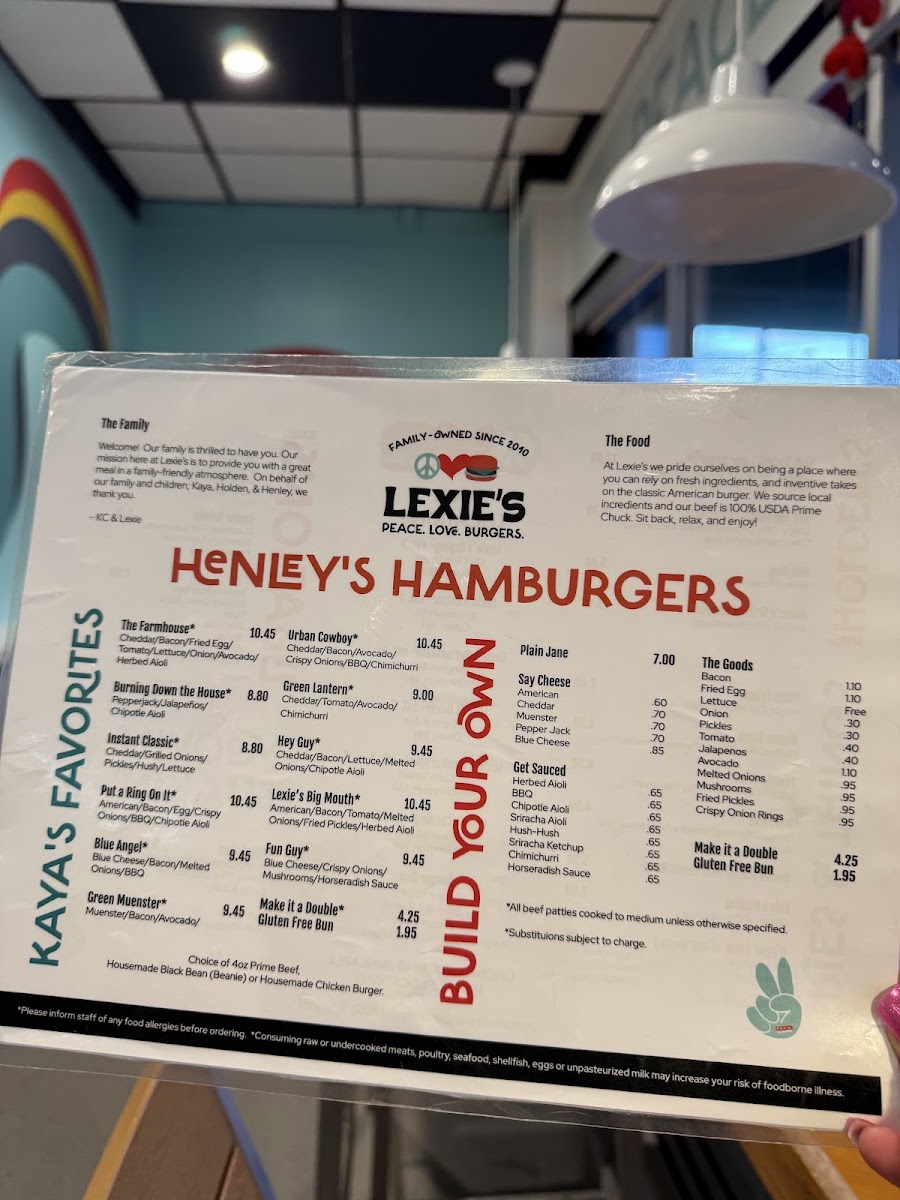 PEACE
The Family
Welcome! Our family is thrilled to have you. Our
mission here at Lexie's is to provide you with a great
meal in a family-friendly atmosphere. On behalf of
our family and children; Kaya, Holden, & Henley, we
thank you.
- KC & Lexie
FAMILY-OWNED SINCE 2010
LEXIE'S
PEACE. LOVE. BURGERS.
The Food
At Lexie's we pride ourselves on being a place where
you can rely on fresh ingredients, and inventive takes
on the classic American burger. We source local
ingredients and our beef is 100% USDA Prime
Chuck. Sit back, relax, and enjoy!
HENLEY'S HAMBURGERS
KAYA'S FAVORITES
The Farmhouse* 10.45
Cheddar/Bacon/Fried Egg/
Tomato/Lettuce/Onion/Avocado/
Herbed Aioli
Burning Down the House* 8.80
Pepperjack/Jalapeños/
Chipotle Aioli
Instant Classic* 8.80
Cheddar/Grilled Onions/
Pickles/Hush/Lettuce
Put a Ring On It* 10.45
American/Bacon/Egg/Crispy
Onions/BBQ/Chipotle Aioli
Blue Angel* 9.45
Blue Cheese/Bacon/Melted
Onions/BBQ
Green Muenster* 9.45
Muenster/Bacon/Avocado/
Urban Cowboy* 10.45
Cheddar/Bacon/Avocado/
Crispy Onions/BBQ/Chimichurri
Green Lantern* 9.00
Cheddar/Tomato/Avocado/
Chimichurri
Hey Guy* 9.45
Cheddar/Bacon/Lettuce/Melted
Onions/Chipotle Aioli
Lexie's Big Mouth* 10.45
American/Bacon/Tomato/Melted
Onions/Fried Pickles/Herbed Aioli
Fun Guy* 9.45
Blue Cheese/Crispy Onions/
Mushrooms/Horseradish Sauce
Make it a Double* 4.25
Gluten Free Bun 1.95
Choice of 4oz Prime Beef,
Housemade Black Bean (Beanie) or Housemade Chicken Burger.
BUILD YOUR OWN
Plain Jane 7.00
Say Cheese
American .60
Cheddar .70
Muenster .70
Pepper Jack .70
Blue Cheese .85
Get Sauced
Herbed Aioli .65
BBQ .65
Chipotle Aioli .65
Sriracha Aioli .65
Hush-Hush .65
Sriracha Ketchup .65
Chimichurri .65
Horseradish Sauce .65
The Goods
Bacon 1.10
Fried Egg 1.10
Lettuce Free
Onion .30
Pickles .30
Tomato .40
Jalapenos .40
Avocado 1.10
Melted Onions .95
Mushrooms .95
Fried Pickles .95
Crispy Onion Rings .95
Make it a Double 4.25
Gluten Free Bun 1.95
*All beef patties cooked to medium unless otherwise specified.
*Substituions subject to charge.
LEXIE'S
*Please inform staff of any food allergies before ordering. *Consuming raw or undercooked meats, poultry, seafood, shellfish, eggs or unpasteurized milk may increase your risk of foodborne illness.